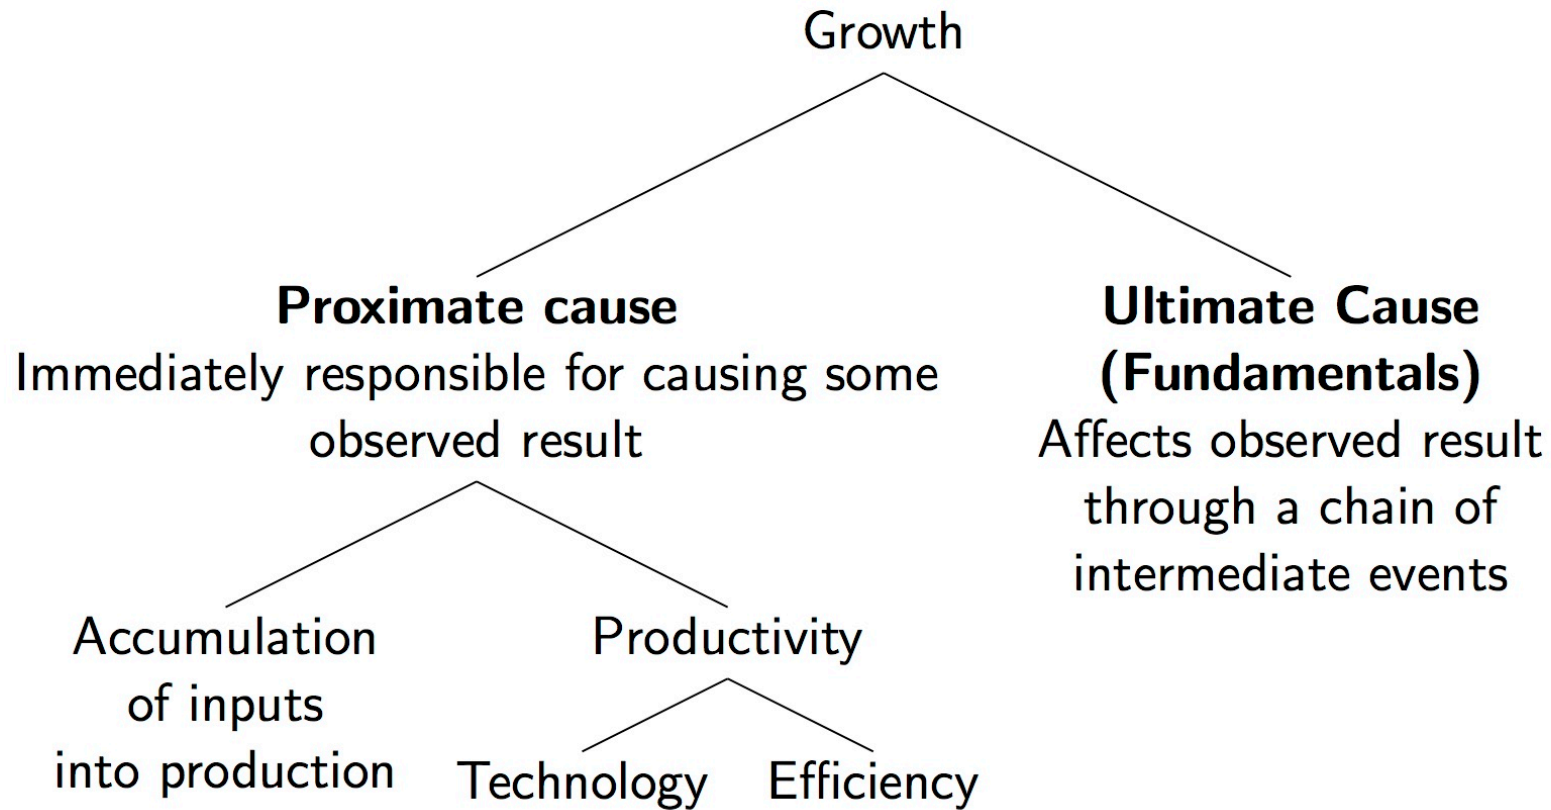 Growth
Proximate cause
Immediately responsible for causing some
observed result
Ultimate Cause
(Fundamentals)
Affects observed result
through a chain of
intermediate events
Accumulation
of inputs
into production
Productivity
Technology
Efficiency